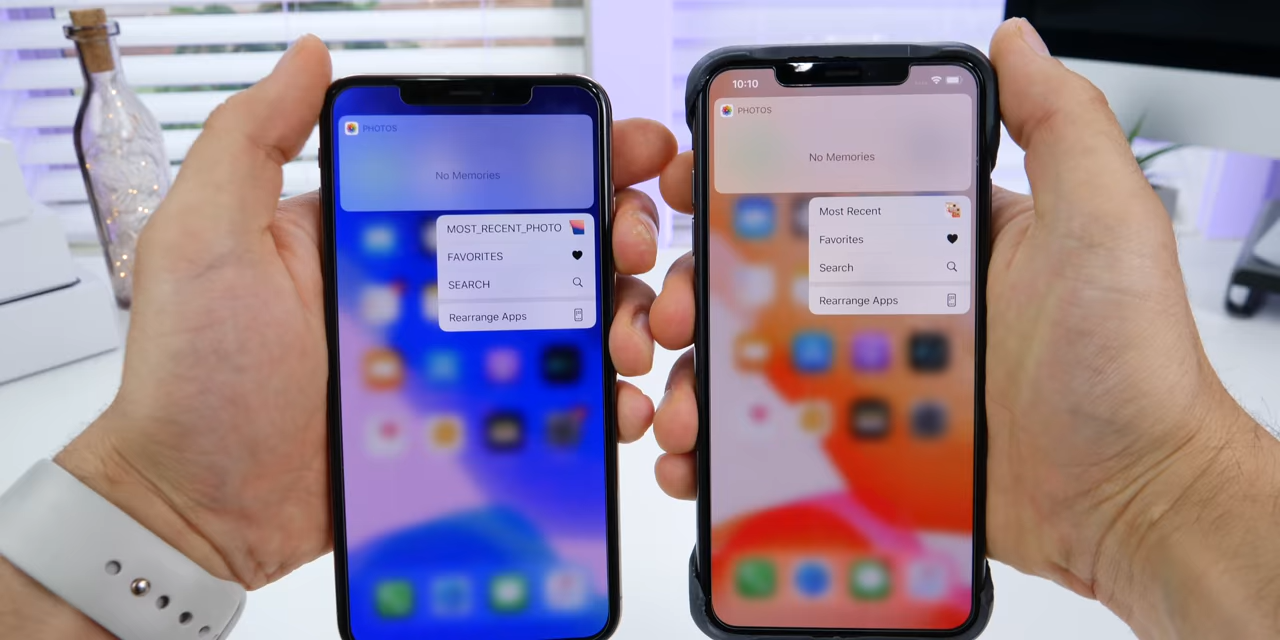 PHOTOS
No Memories
MOST_RECENT_PHOTO
FAVORITES
SEARCH
Rearrange Apps
10:10
PHOTOS
No Memories
Most Recent
Favorites
Search
Rearrange Apps